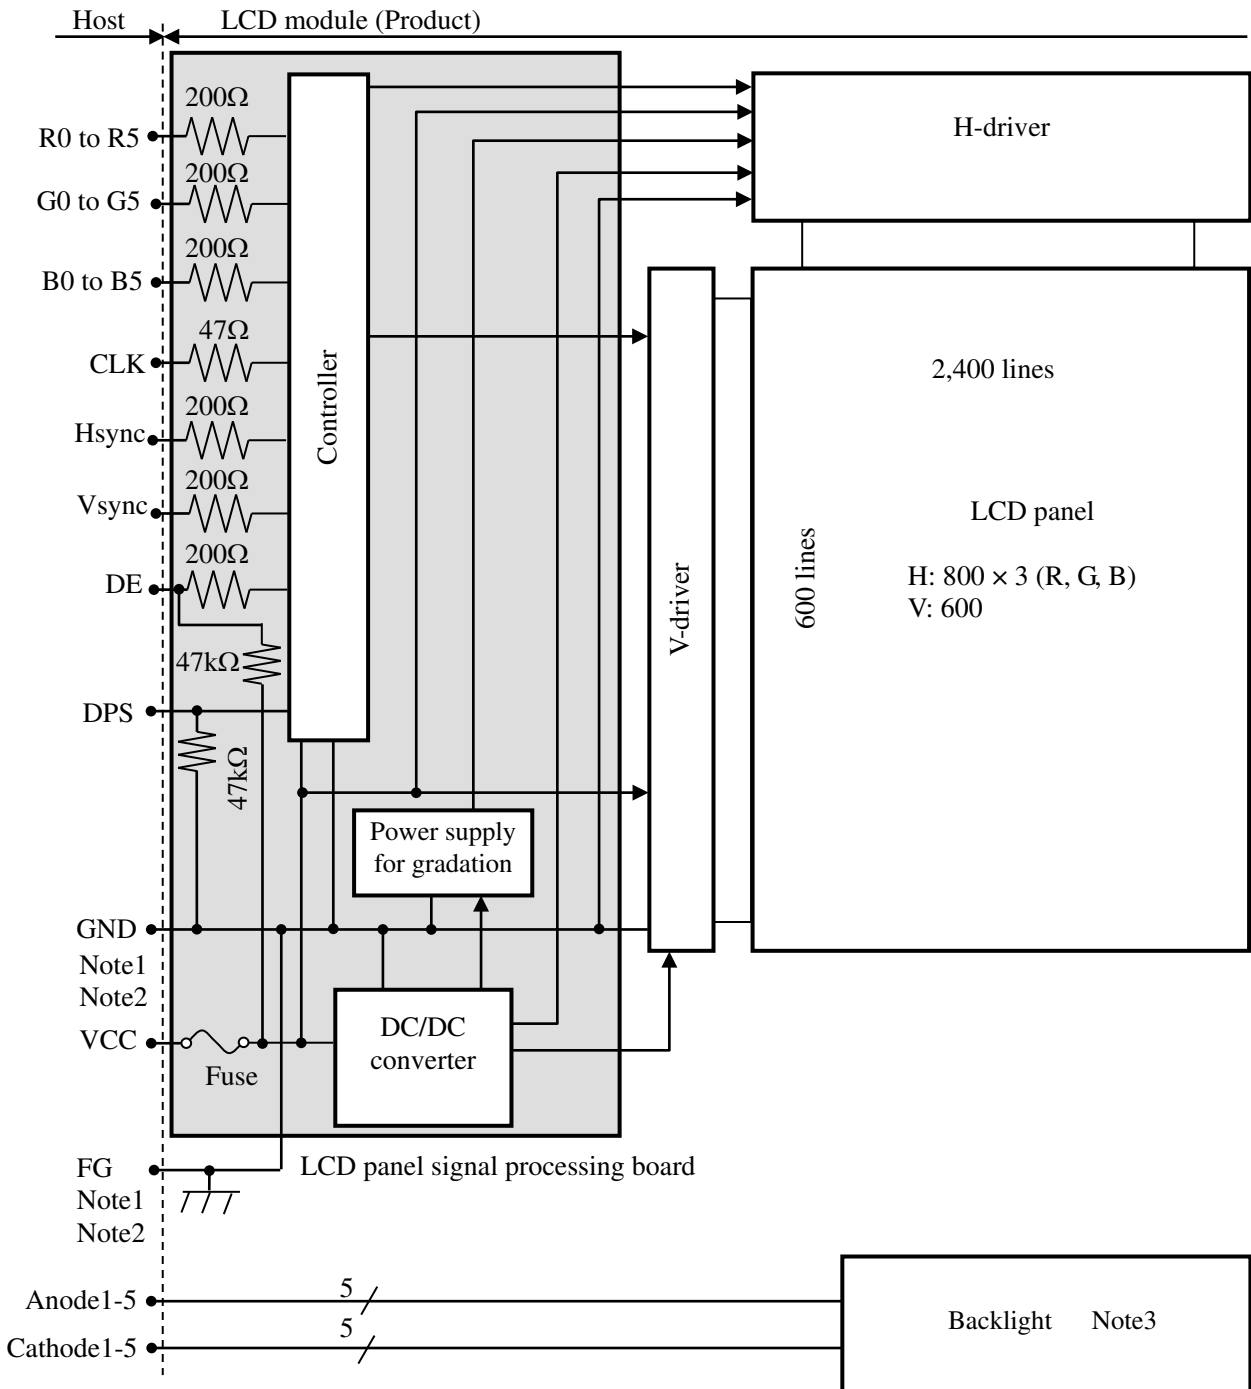 Host
LCD module (Product)
200Ω
R0 to R5
200Ω
G0 to G5
200Ω
B0 to B5
47Ω
CLK
200Ω
Hsync
200Ω
Vsync
200Ω
DE
47kΩ
DPS
47kΩ
Controller
H-driver
V-driver
2,400 lines
600 lines
LCD panel
H: 800 × 3 (R, G, B)
V: 600
Power supply
for gradation
GND
Note1
Note2
VCC
Fuse
DC/DC
converter
FG
Note1
Note2
LCD panel signal processing board
Anode1-5
5
Cathode1-5
5
Backlight Note3